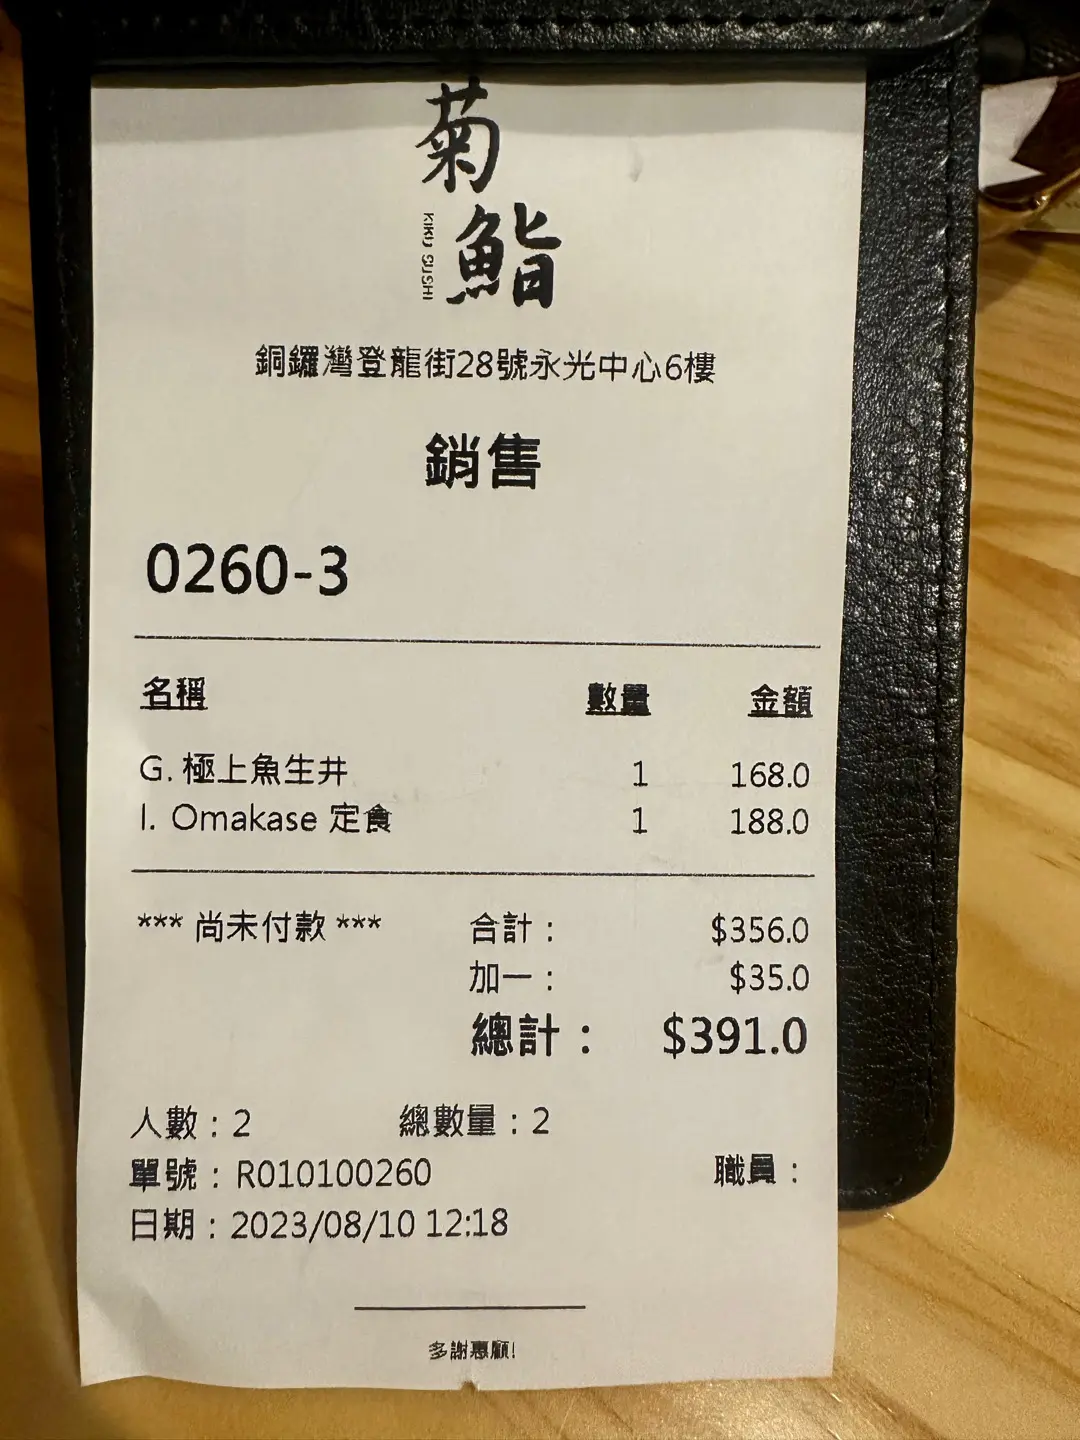 菊
鮨
KIKU SUSHI
銅鑼灣登龍街28號永光中心6樓
銷售
0260-3
名稱 數量 金額
G. 極上魚生井 1 168.0
I. Omakase 定食 1 188.0
*** 尚未付款 *** 合計： $356.0
加一： $35.0
總計： $391.0
人數：2 總數量：2
單號：R010100260 職員：
日期：2023/08/10 12:18
多謝惠顧!